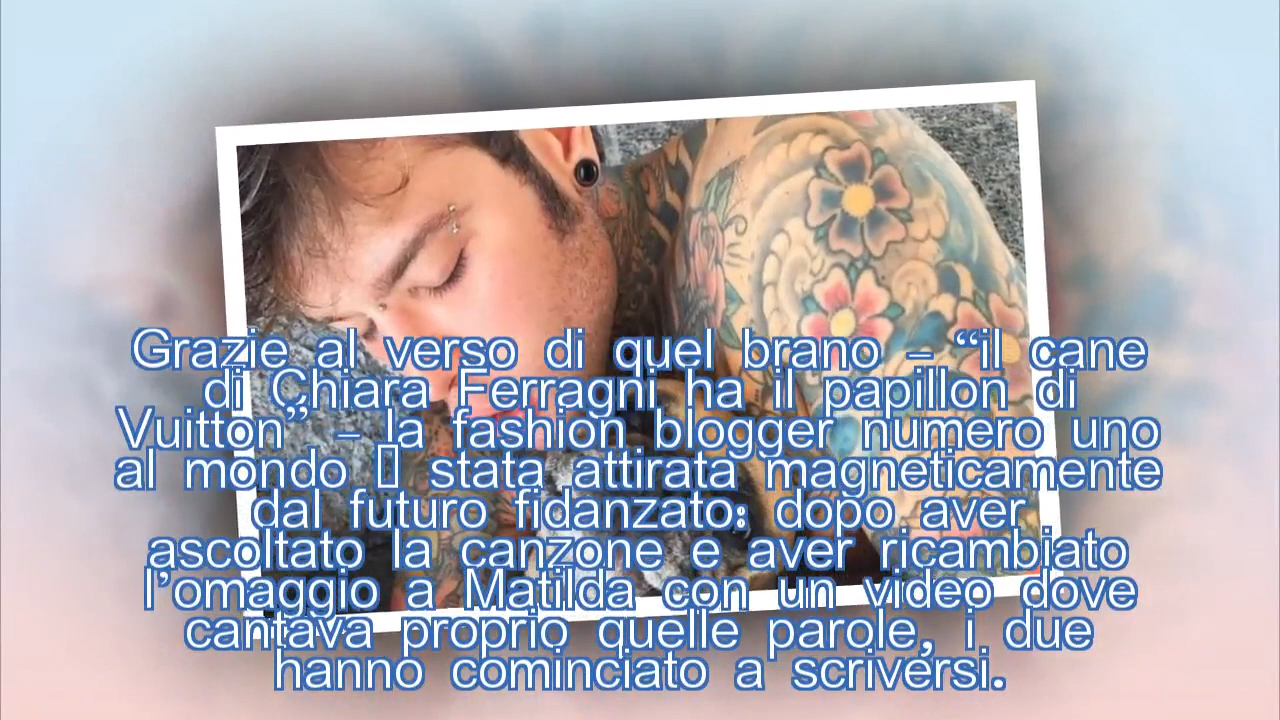 Grazie al verso di quel brano – “il cane
di Chiara Ferragni ha il papillon di
Vuitton” – la fashion blogger numero uno
al mondo ▯ stata attirata magneticamente
dal futuro fidanzato: dopo aver
ascoltato la canzone e aver ricambiato
l’omaggio a Matilda con un video dove
cantava proprio quelle parole, i due
hanno cominciato a scriversi.